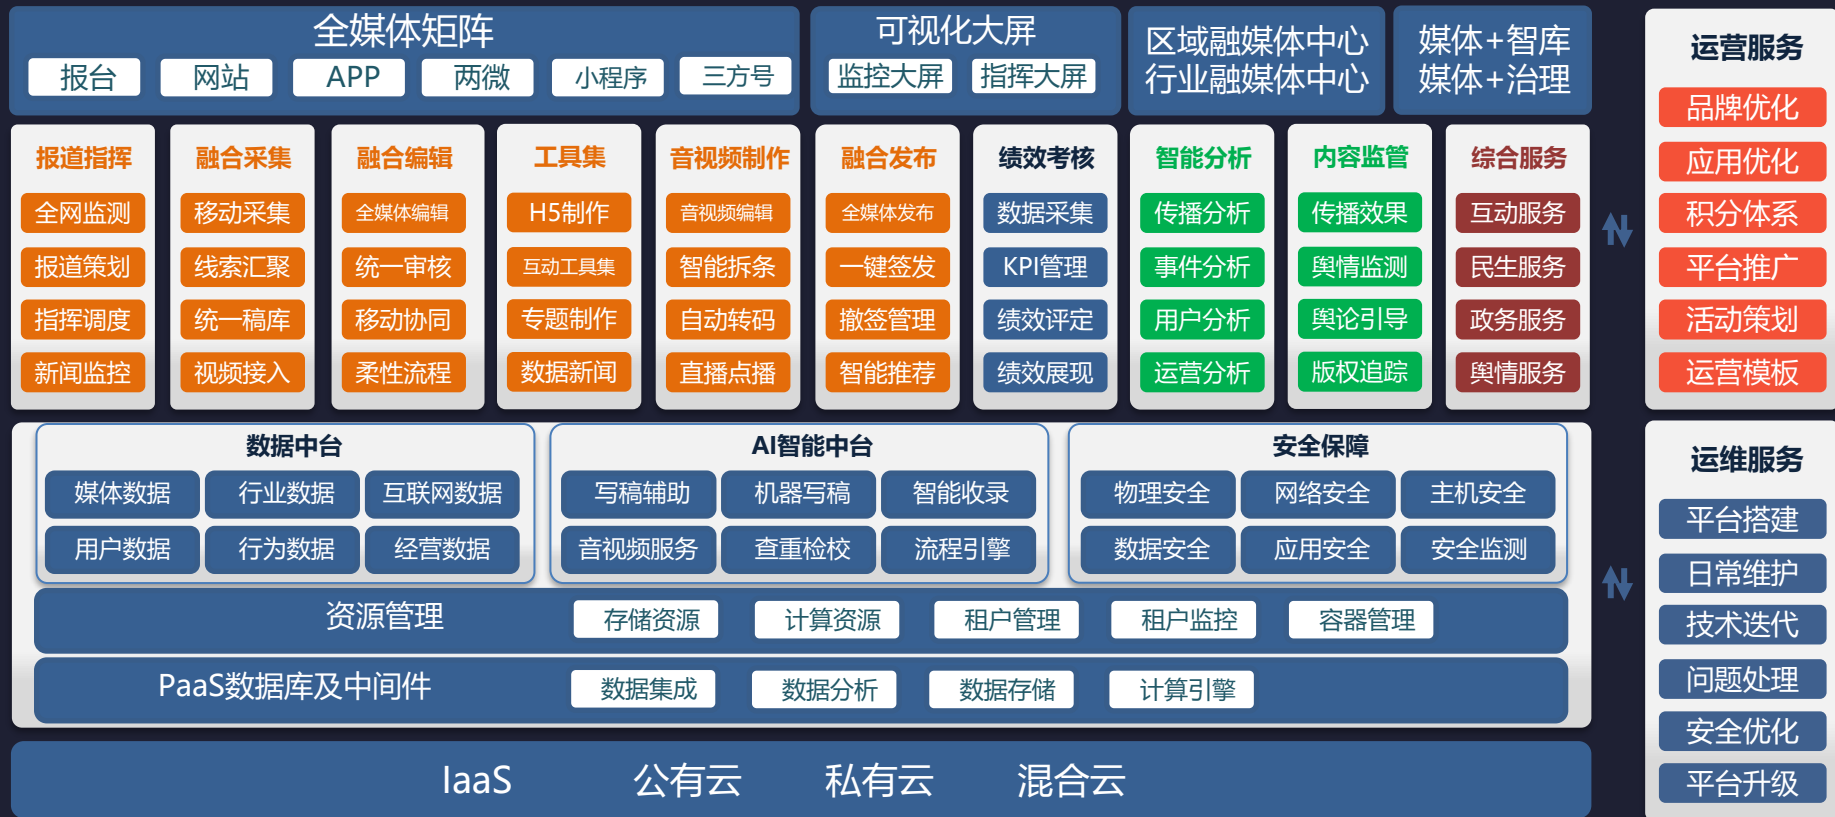 全媒体矩阵
报台 网站 APP 两微 小程序 三方号
可视化大屏
监控大屏 指挥大屏
区域融媒体中心
行业融媒体中心
媒体+智库
媒体+治理
报道指挥
全网监测
报道策划
指挥调度
新闻监控
融合采集
移动采集
线索汇聚
统一稿库
视频接入
融合编辑
全媒体编辑
统一审核
移动协同
柔性流程
工具集
H5制作
互动工具集
专题制作
数据新闻
音视频制作
音视频编辑
智能拆条
自动转码
直播点播
融合发布
全媒体发布
一键签发
撤签管理
智能推荐
绩效考核
数据采集
KPI管理
绩效评定
绩效展现
智能分析
传播分析
事件分析
用户分析
运营分析
内容监管
传播效果
舆情监测
舆论引导
版权追踪
综合服务
互动服务
民生服务
政务服务
舆情服务
数据中台
媒体数据 行业数据 互联网数据
用户数据 行为数据 经营数据
AI智能中台
写稿辅助 机器写稿 智能收录
音视频服务 查重检校 流程引擎
安全保障
物理安全 网络安全 主机安全
数据安全 应用安全 安全监测
资源管理 存储资源 计算资源 租户管理 租户监控 容器管理
PaaS数据库及中间件 数据集成 数据分析 数据存储 计算引擎
IaaS 公有云 私有云 混合云
运营服务
品牌优化
应用优化
积分体系
平台推广
活动策划
运营模板
运维服务
平台搭建
日常维护
技术迭代
问题处理
安全优化
平台升级